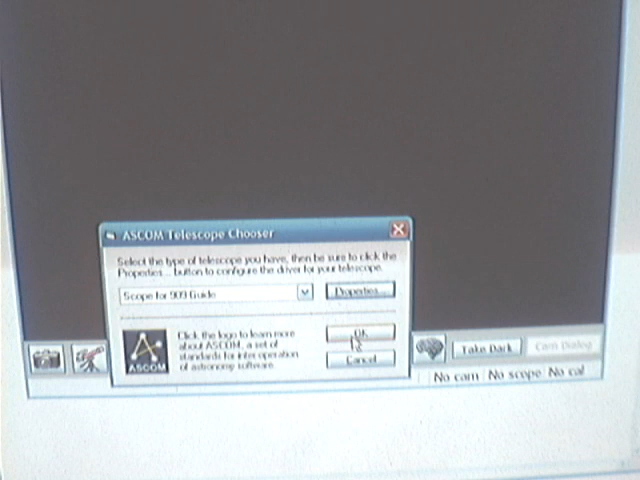 ASCOM Telescope Chooser
Select the type of telescope you have, then be sure to click the
Properties... button to configure the driver for your telescope.
Scope for 909 Guide
Properties...
Click the logo to learn more
about ASCOM, a set of
standards for inter-operation
of astronomy software.
ASCOM
OK
Cancel
Take Dark
Cam Dialog
No cam
No scope
No cal